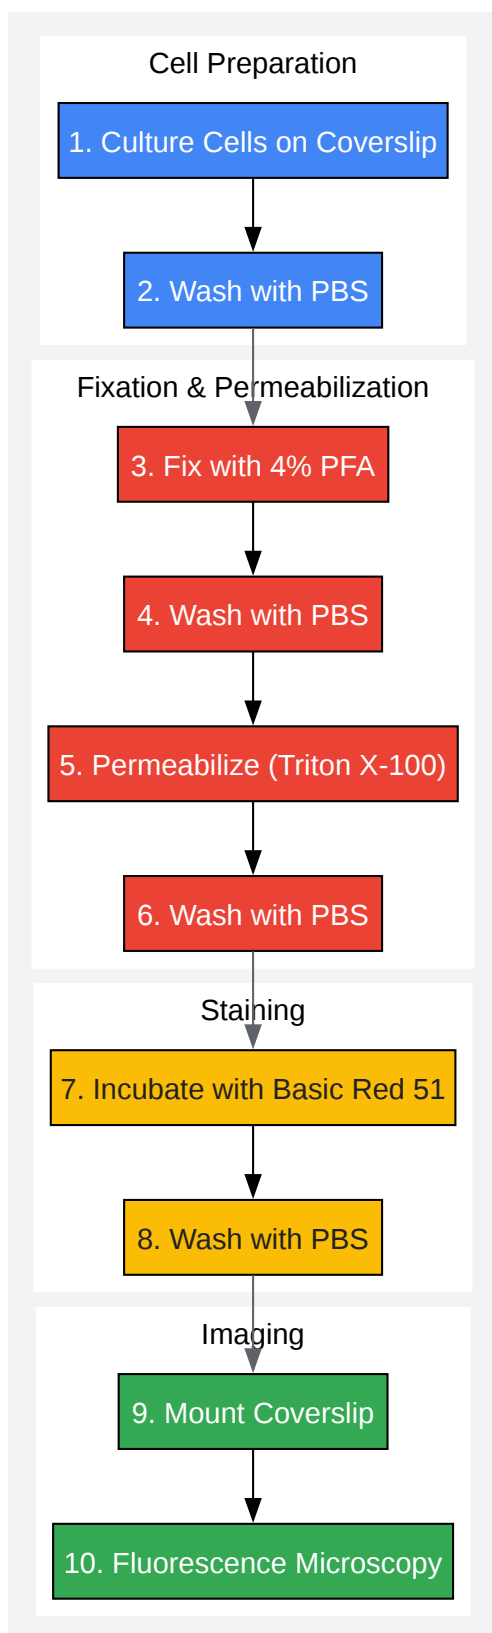 Cell Preparation
1. Culture Cells on Coverslip
2. Wash with PBS
Fixation & Permeabilization
3. Fix with 4% PFA
4. Wash with PBS
5. Permeabilize (Triton X-100)
6. Wash with PBS
Staining
7. Incubate with Basic Red 51
8. Wash with PBS
Imaging
9. Mount Coverslip
10. Fluorescence Microscopy